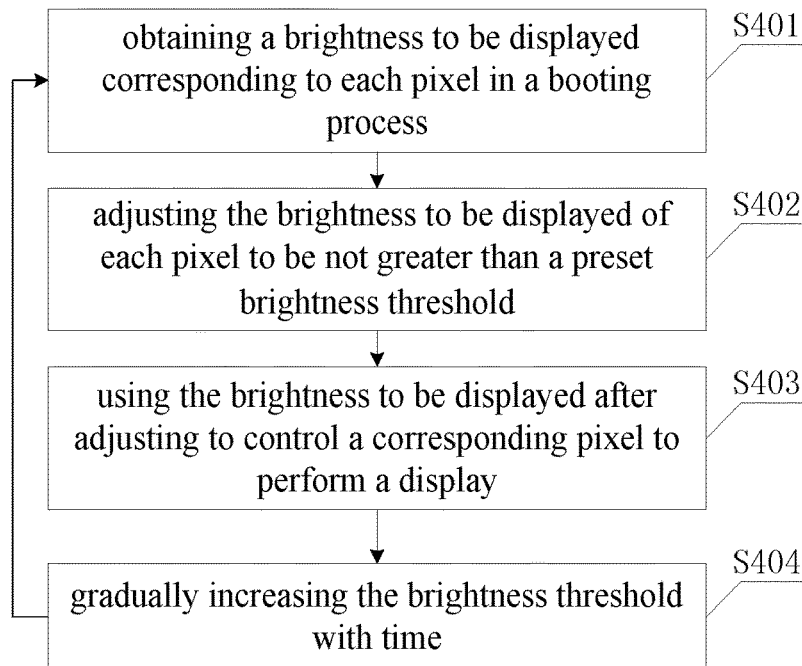 S401
obtaining a brightness to be displayed
corresponding to each pixel in a booting
process
S402
adjusting the brightness to be displayed of
each pixel to be not greater than a preset
brightness threshold
S403
using the brightness to be displayed after
adjusting to control a corresponding pixel to
perform a display
S404
gradually increasing the brightness threshold
with time